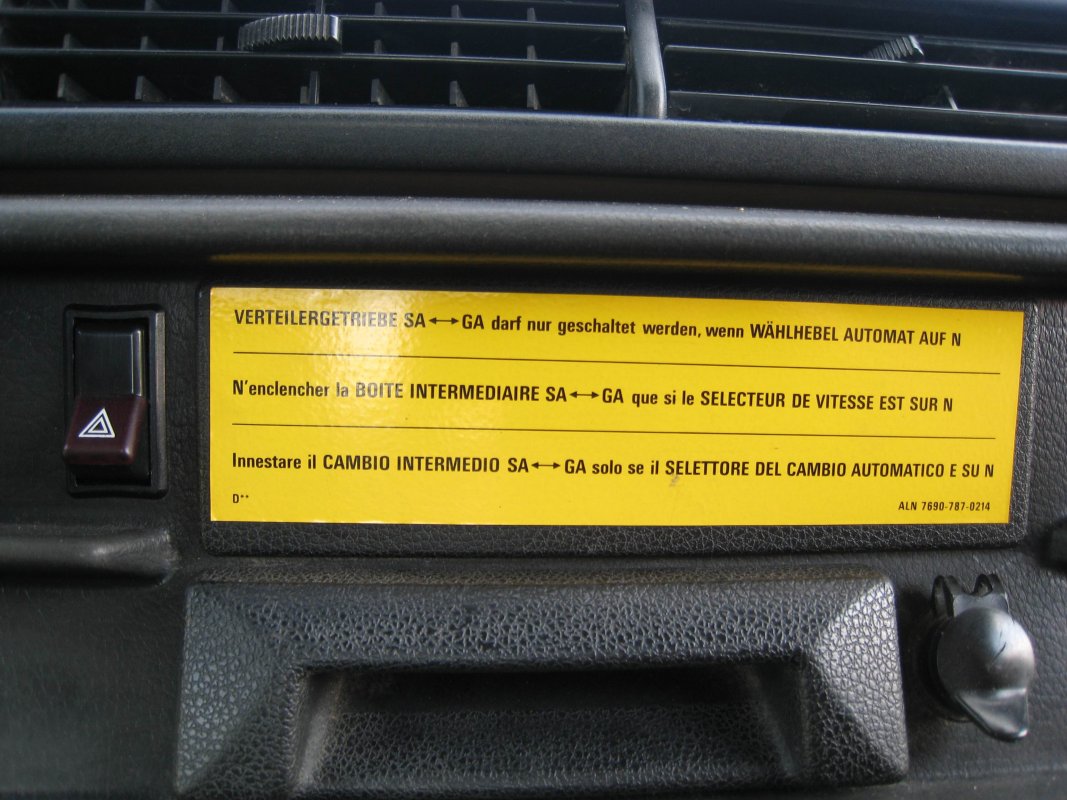 VERTEILERGETRIEBE SA⟷GA darf nur geschaltet werden, wenn WÄHLHEBEL AUTOMAT AUF N
N'enclencher la BOITE INTERMEDIAIRE SA⟷GA que si le SELECTEUR DE VITESSE EST SUR N
Innestare il CAMBIO INTERMEDIO SA⟷GA solo se il SELETTORE DEL CAMBIO AUTOMATICO E SU N
D**
ALN 7690-787-0214